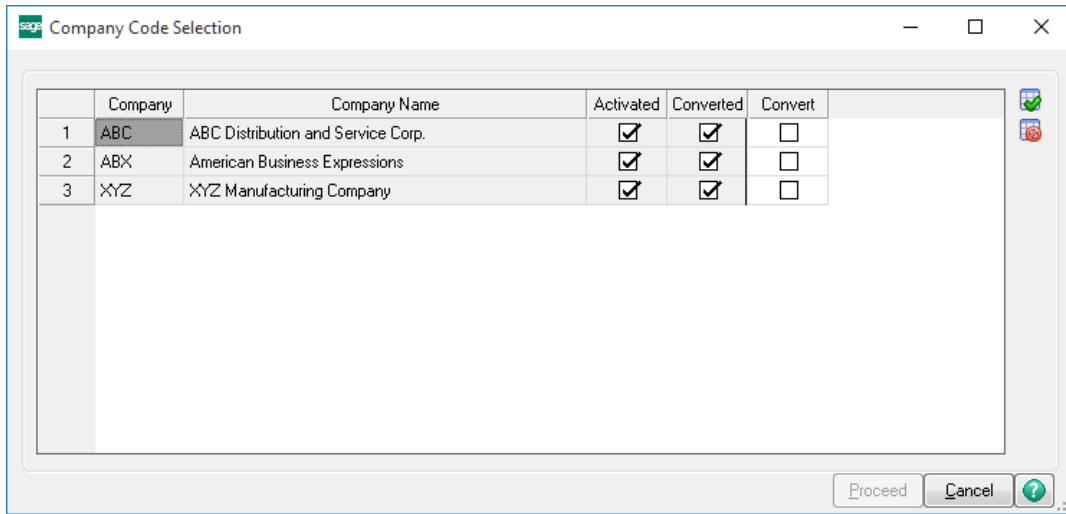 sage Company Code Selection
Company Company Name Activated Converted Convert
1 ABC ABC Distribution and Service Corp.
2 ABX American Business Expressions
3 XYZ XYZ Manufacturing Company
Proceed Cancel ?